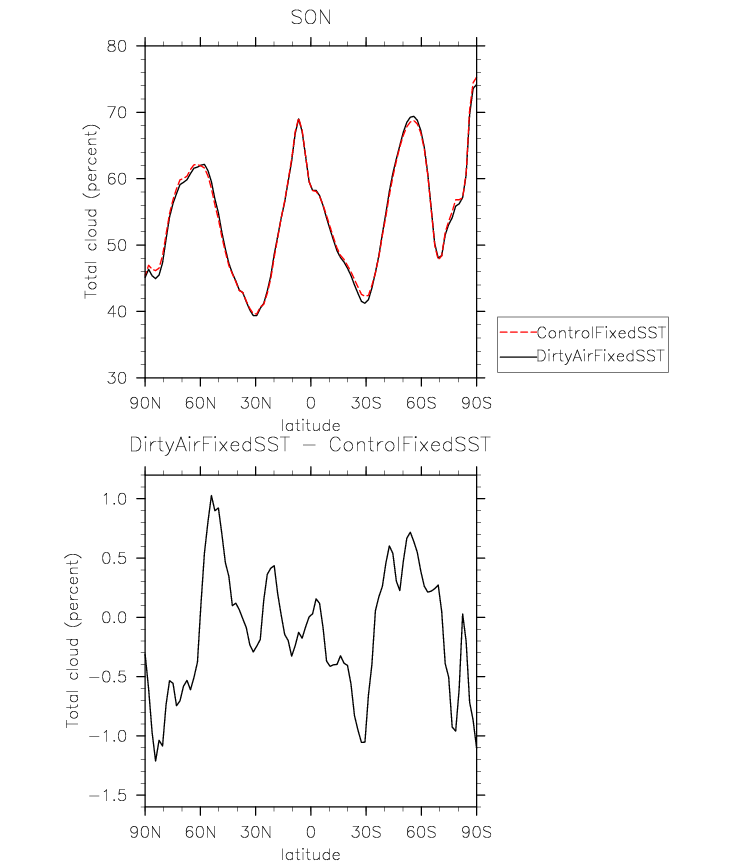 SON
80
70
60
50
40
30
Total cloud (percent)
90N 60N 30N 0 30S 60S 90S
latitude
ControlFixedSST
DirtyAirFixedSST
DirtyAirFixedSST − ControlFixedSST
1.0
0.5
0.0
−0.5
−1.0
−1.5
Total cloud (percent)
90N 60N 30N 0 30S 60S 90S
latitude